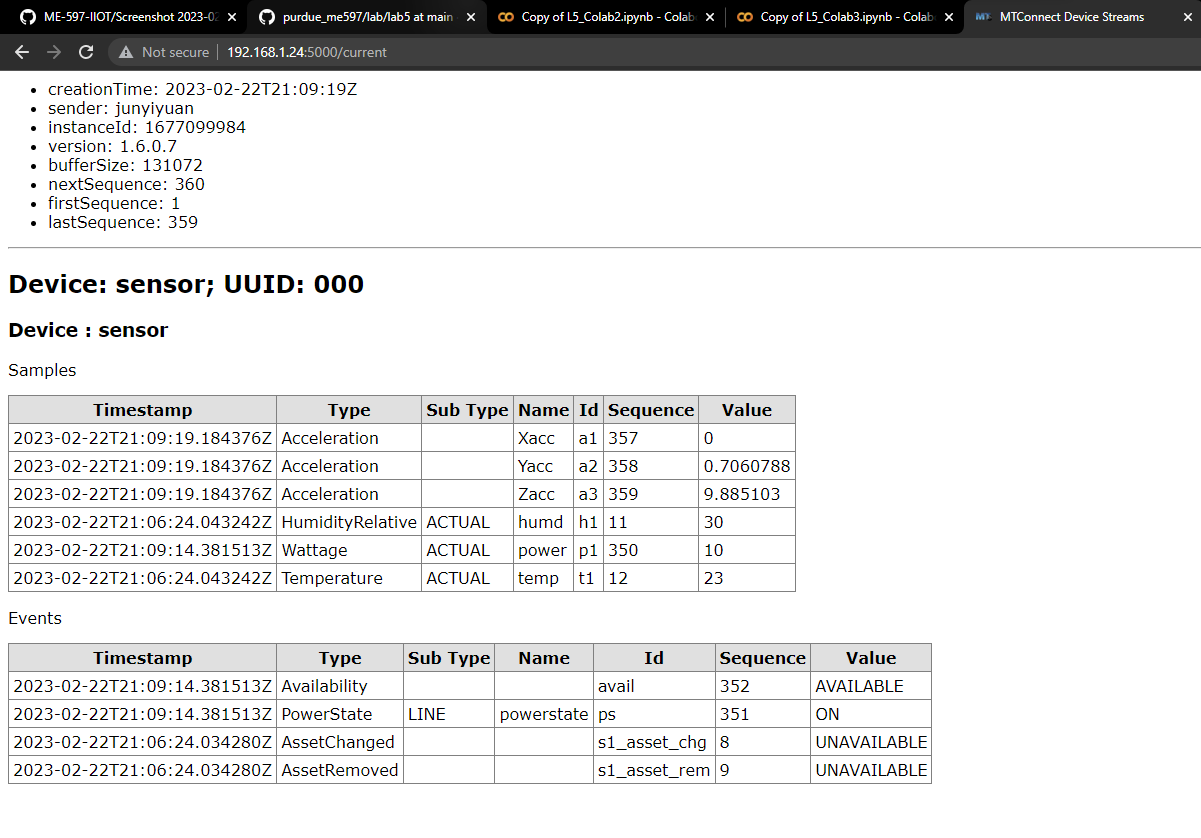 ME-597-IIOT/Screenshot 2023-02
purdue_me597/lab/lab5 at main
Copy of L5_Colab2.ipynb - Colab
Copy of L5_Colab3.ipynb - Colab
MTConnect Device Streams
Not secure 192.168.1.24:5000/current
creationTime: 2023-02-22T21:09:19Z
sender: junyiyuan
instanceId: 1677099984
version: 1.6.0.7
bufferSize: 131072
nextSequence: 360
firstSequence: 1
lastSequence: 359
Device: sensor; UUID: 000
Device : sensor
Samples
Timestamp Type Sub Type Name Id Sequence Value
2023-02-22T21:09:19.184376Z Acceleration Xacc a1 357 0
2023-02-22T21:09:19.184376Z Acceleration Yacc a2 358 0.7060788
2023-02-22T21:09:19.184376Z Acceleration Zacc a3 359 9.885103
2023-02-22T21:06:24.043242Z HumidityRelative ACTUAL humd h1 11 30
2023-02-22T21:09:14.381513Z Wattage ACTUAL power p1 350 10
2023-02-22T21:06:24.043242Z Temperature ACTUAL temp t1 12 23
Events
Timestamp Type Sub Type Name Id Sequence Value
2023-02-22T21:09:14.381513Z Availability avail 352 AVAILABLE
2023-02-22T21:09:14.381513Z PowerState LINE powerstate ps 351 ON
2023-02-22T21:06:24.034280Z AssetChanged s1_asset_chg 8 UNAVAILABLE
2023-02-22T21:06:24.034280Z AssetRemoved s1_asset_rem 9 UNAVAILABLE